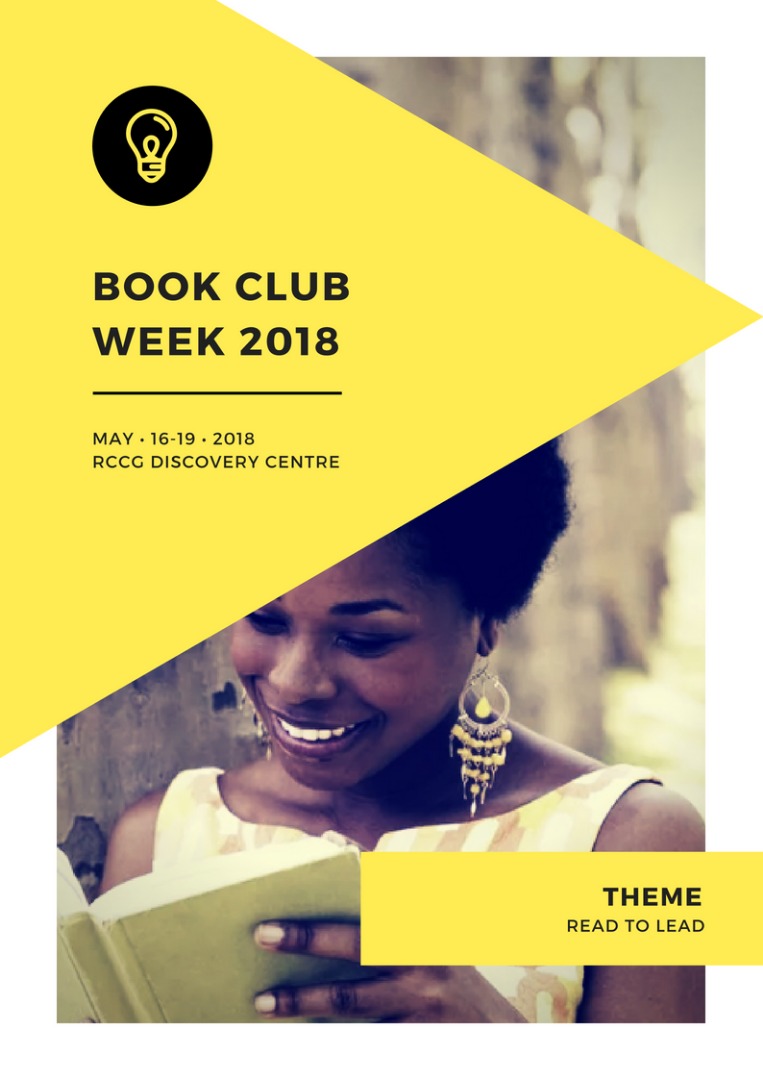 BOOK CLUB
WEEK 2018
MAY • 16-19 • 2018
RCCG DISCOVERY CENTRE
THEME
READ TO LEAD